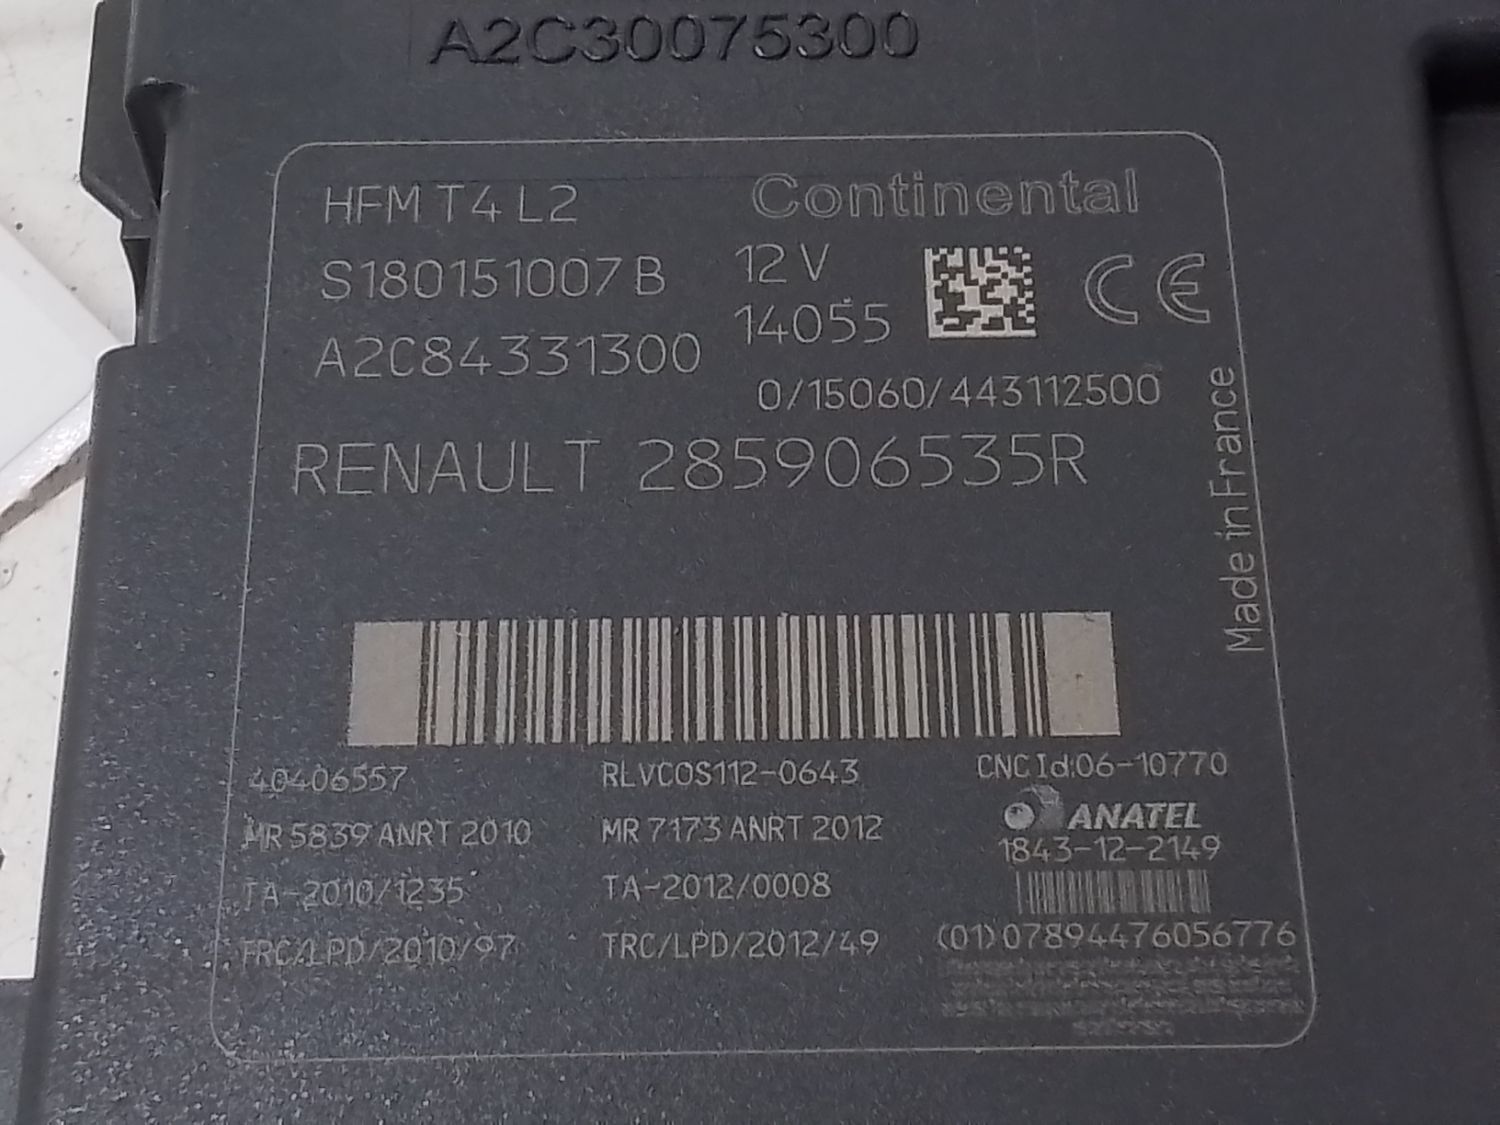 A2C30075300
HFM T4 L2
Continental
S180151007 B
12 V
14055
CE
A2C84331300
0/15060/443112500
RENAULT 285906535R
Made in France
40406557
RLVCOS112-0643
CNC Id:06-10770
MR 5839 ANRT 2010
MR 7173 ANRT 2012
ANATEL
1843-12-2149
TA-2010/1235
TA-2012/0008
TRC/LPD/2010/97
TRC/LPD/2012/49
(01)07894476056776